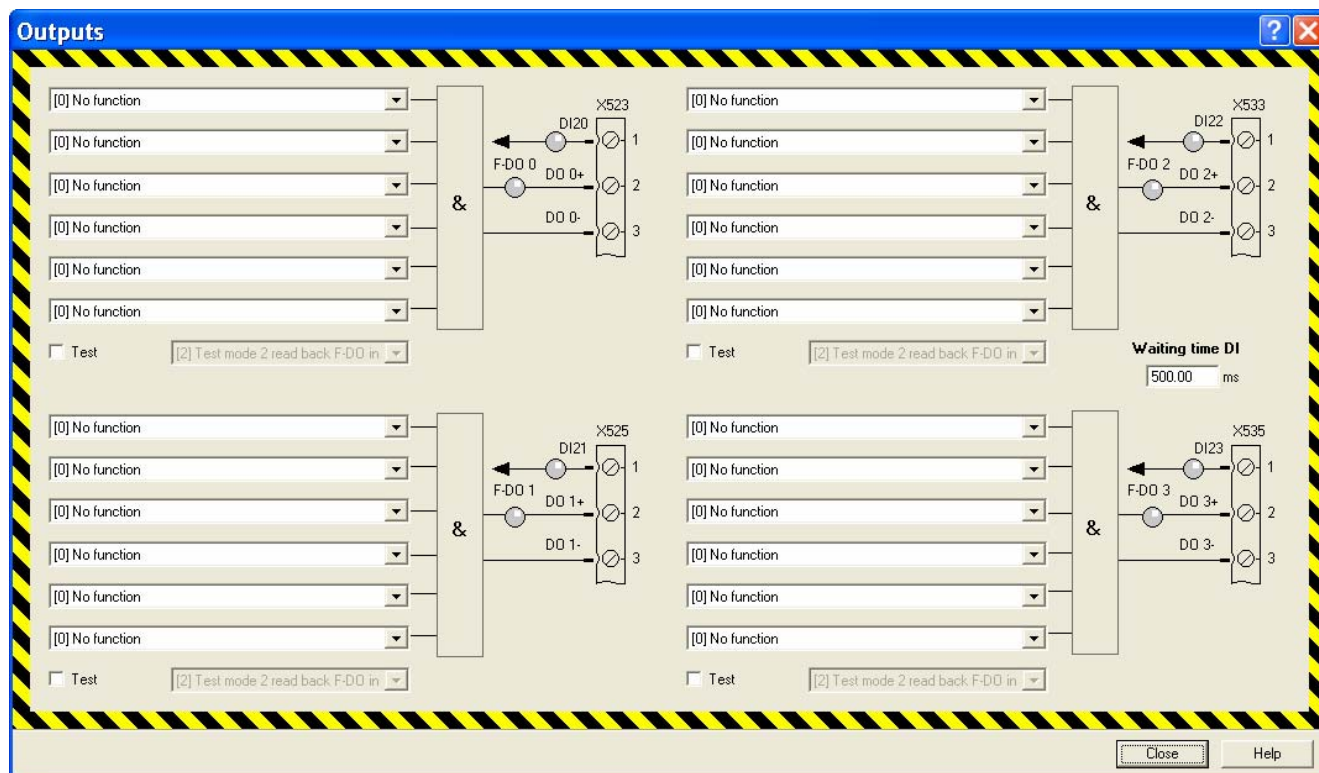 Outputs
[0] No function
[0] No function
[0] No function
[0] No function
[0] No function
[0] No function
Test
[2] Test mode 2 read back F-DO in
&
X523
DI20
1
F-DO 0
DO 0+
2
DO 0-
3
[0] No function
[0] No function
[0] No function
[0] No function
[0] No function
[0] No function
Test
[2] Test mode 2 read back F-DO in
&
X533
DI22
1
F-DO 2
DO 2+
2
DO 2-
3
Waiting time DI
500.00 ms
[0] No function
[0] No function
[0] No function
[0] No function
[0] No function
[0] No function
Test
[2] Test mode 2 read back F-DO in
&
X525
DI21
1
F-DO 1
DO 1+
2
DO 1-
3
[0] No function
[0] No function
[0] No function
[0] No function
[0] No function
[0] No function
Test
[2] Test mode 2 read back F-DO in
&
X535
DI23
1
F-DO 3
DO 3+
2
DO 3-
3
Close
Help